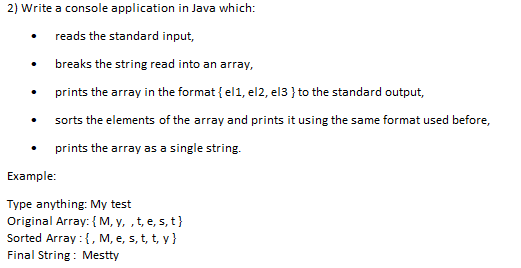 2) Write a console application in Java which:
• reads the standard input,
• breaks the string read into an array,
• prints the array in the format { el1, el2, el3 } to the standard output,
• sorts the elements of the array and prints it using the same format used before,
• prints the array as a single string.
Example:
Type anything: My test
Original Array: { M, y, , t, e, s, t }
Sorted Array : { , M, e, s, t, t, y }
Final String : Mestty